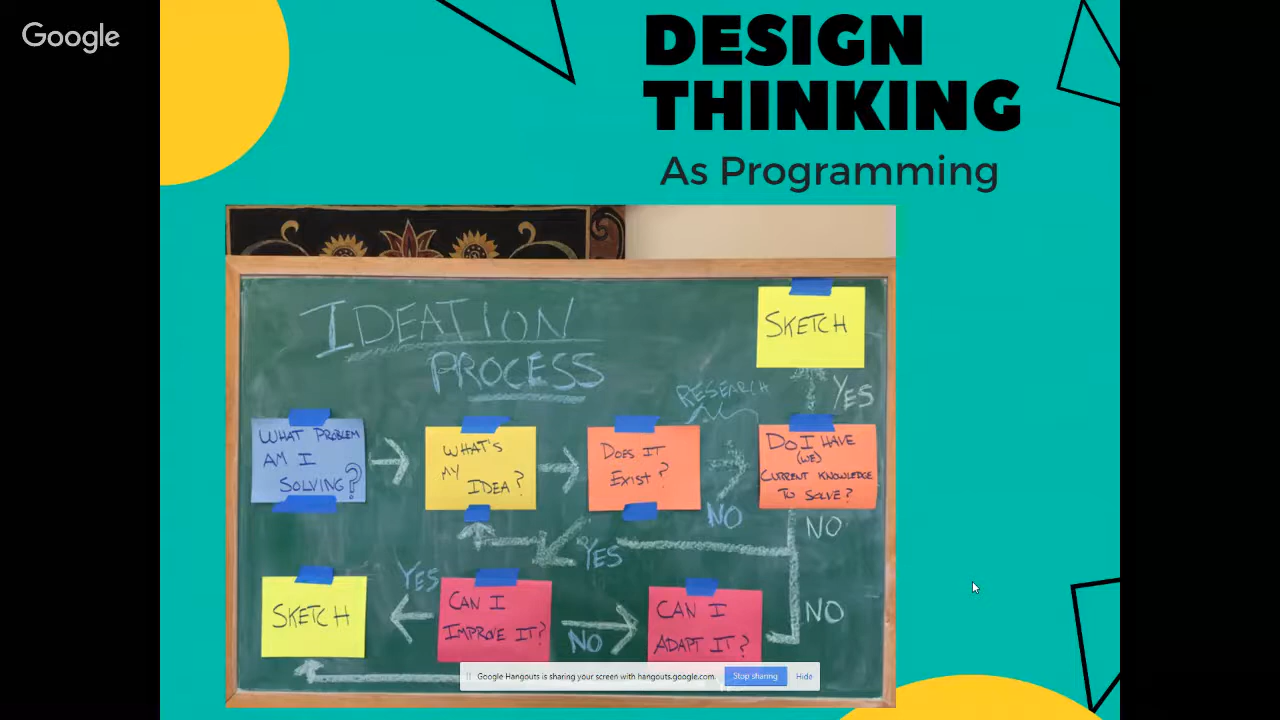 Google
DESIGN
THINKING
As Programming
IDEATION
PROCESS
SKETCH
RESEARCH
YES
WHAT PROBLEM
AM I
SOLVING?
WHAT'S
MY
IDEA?
DOES IT
EXIST?
DO I HAVE
(WE)
CURRENT KNOWLEDGE
TO SOLVE?
NO
NO
YES
YES
SKETCH
CAN I
IMPROVE IT?
NO
CAN I
ADAPT IT?
NO
Google Hangouts is sharing your screen with hangouts.google.com.
Stop sharing
Hide